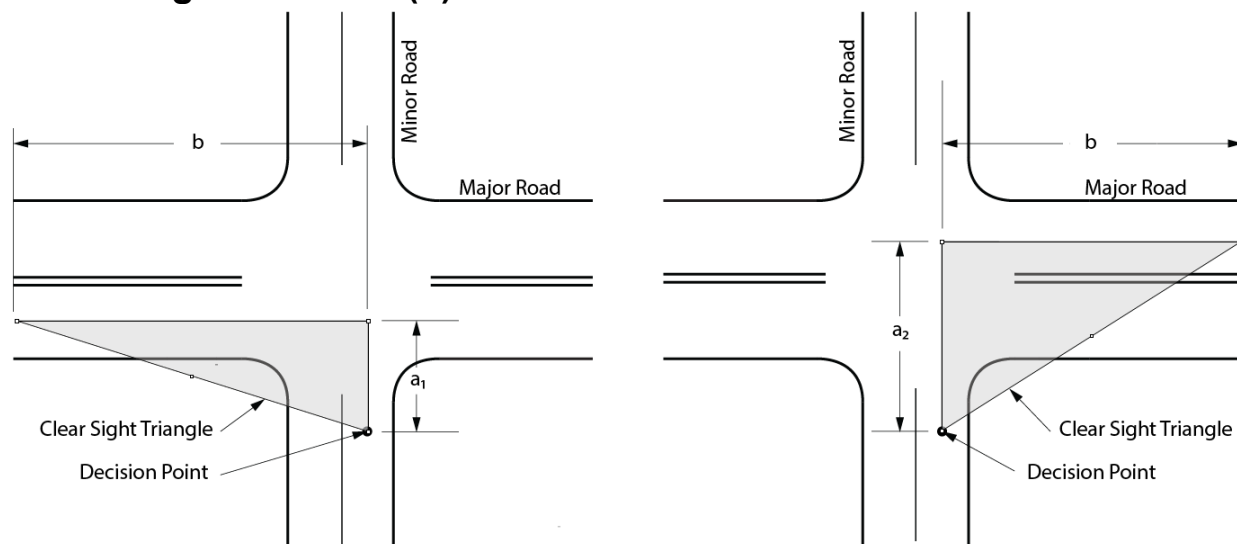 b
Minor Road
Major Road
a₁
Clear Sight Triangle
Decision Point
Minor Road
b
Major Road
a₂
Clear Sight Triangle
Decision Point